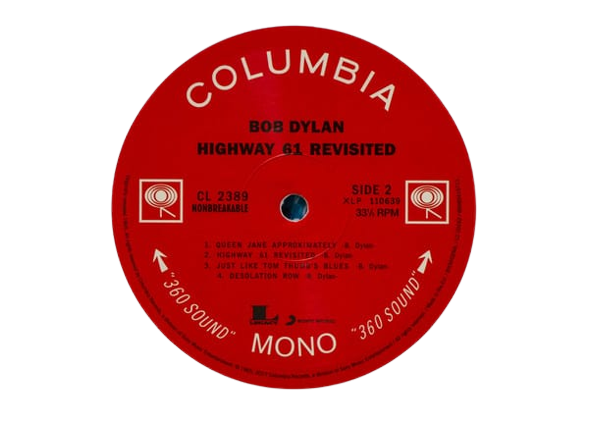 COLUMBIA
BOB DYLAN
HIGHWAY 61 REVISITED
CL 2389
NONBREAKABLE
SIDE 2
XLP 110639
33⅓ RPM
1. QUEEN JANE APPROXIMATELY -B. Dylan-
2. HIGHWAY 61 REVISITED -B. Dylan-
3. JUST LIKE TOM THUMB'S BLUES -B. Dylan-
4. DESOLATION ROW -B. Dylan-
"360 SOUND"
MONO
"360 SOUND"